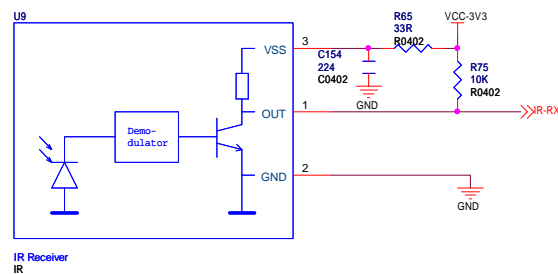 U9
R65
33R
R0402
VCC-3V3
VSS
3
C154
224
C0402
GND
R75
10K
R0402
OUT
1
IR-RX
Demo-
dulator
GND
2
GND
IR Receiver
IR